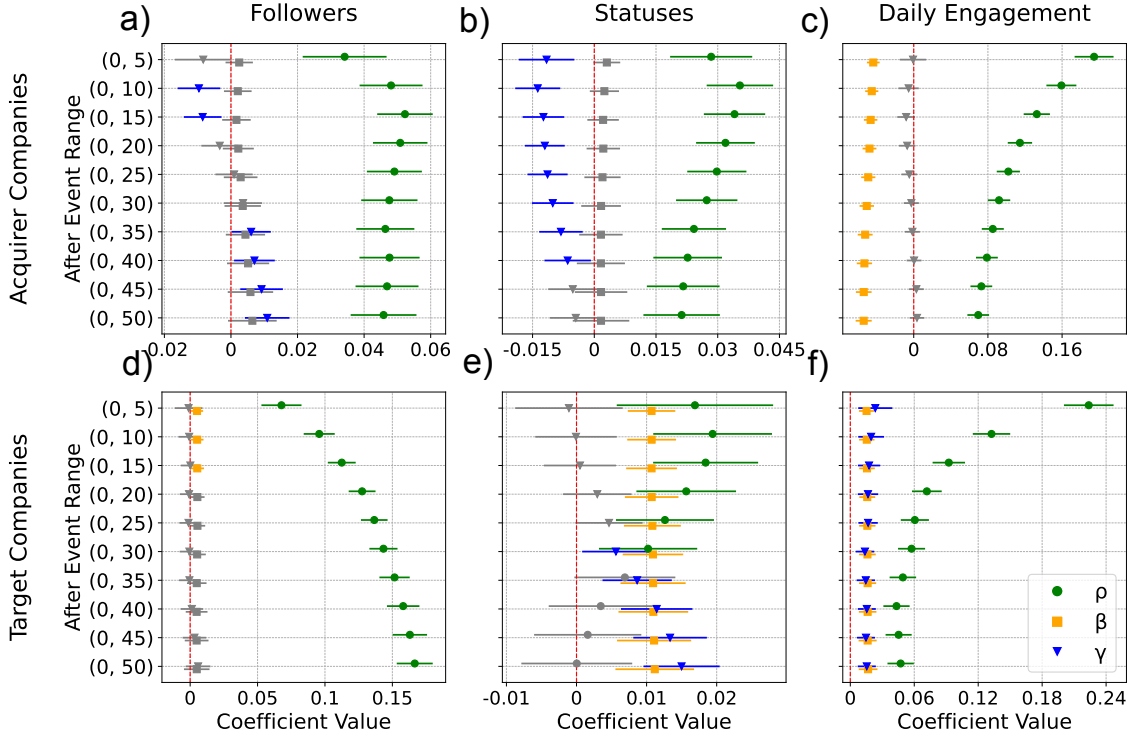 a) Followers
b) Statuses
c) Daily Engagement
Acquirer Companies
After Event Range
(0, 5)
(0, 10)
(0, 15)
(0, 20)
(0, 25)
(0, 30)
(0, 35)
(0, 40)
(0, 45)
(0, 50)
0.02 0 0.02 0.04 0.06
-0.015 0 0.015 0.03 0.045
0 0.08 0.16
d)
e)
f)
Target Companies
After Event Range
(0, 5)
(0, 10)
(0, 15)
(0, 20)
(0, 25)
(0, 30)
(0, 35)
(0, 40)
(0, 45)
(0, 50)
ρ
β
γ
0 0.05 0.1 0.15
-0.01 0 0.01 0.02
0 0.06 0.12 0.18 0.24
Coefficient Value
Coefficient Value
Coefficient Value